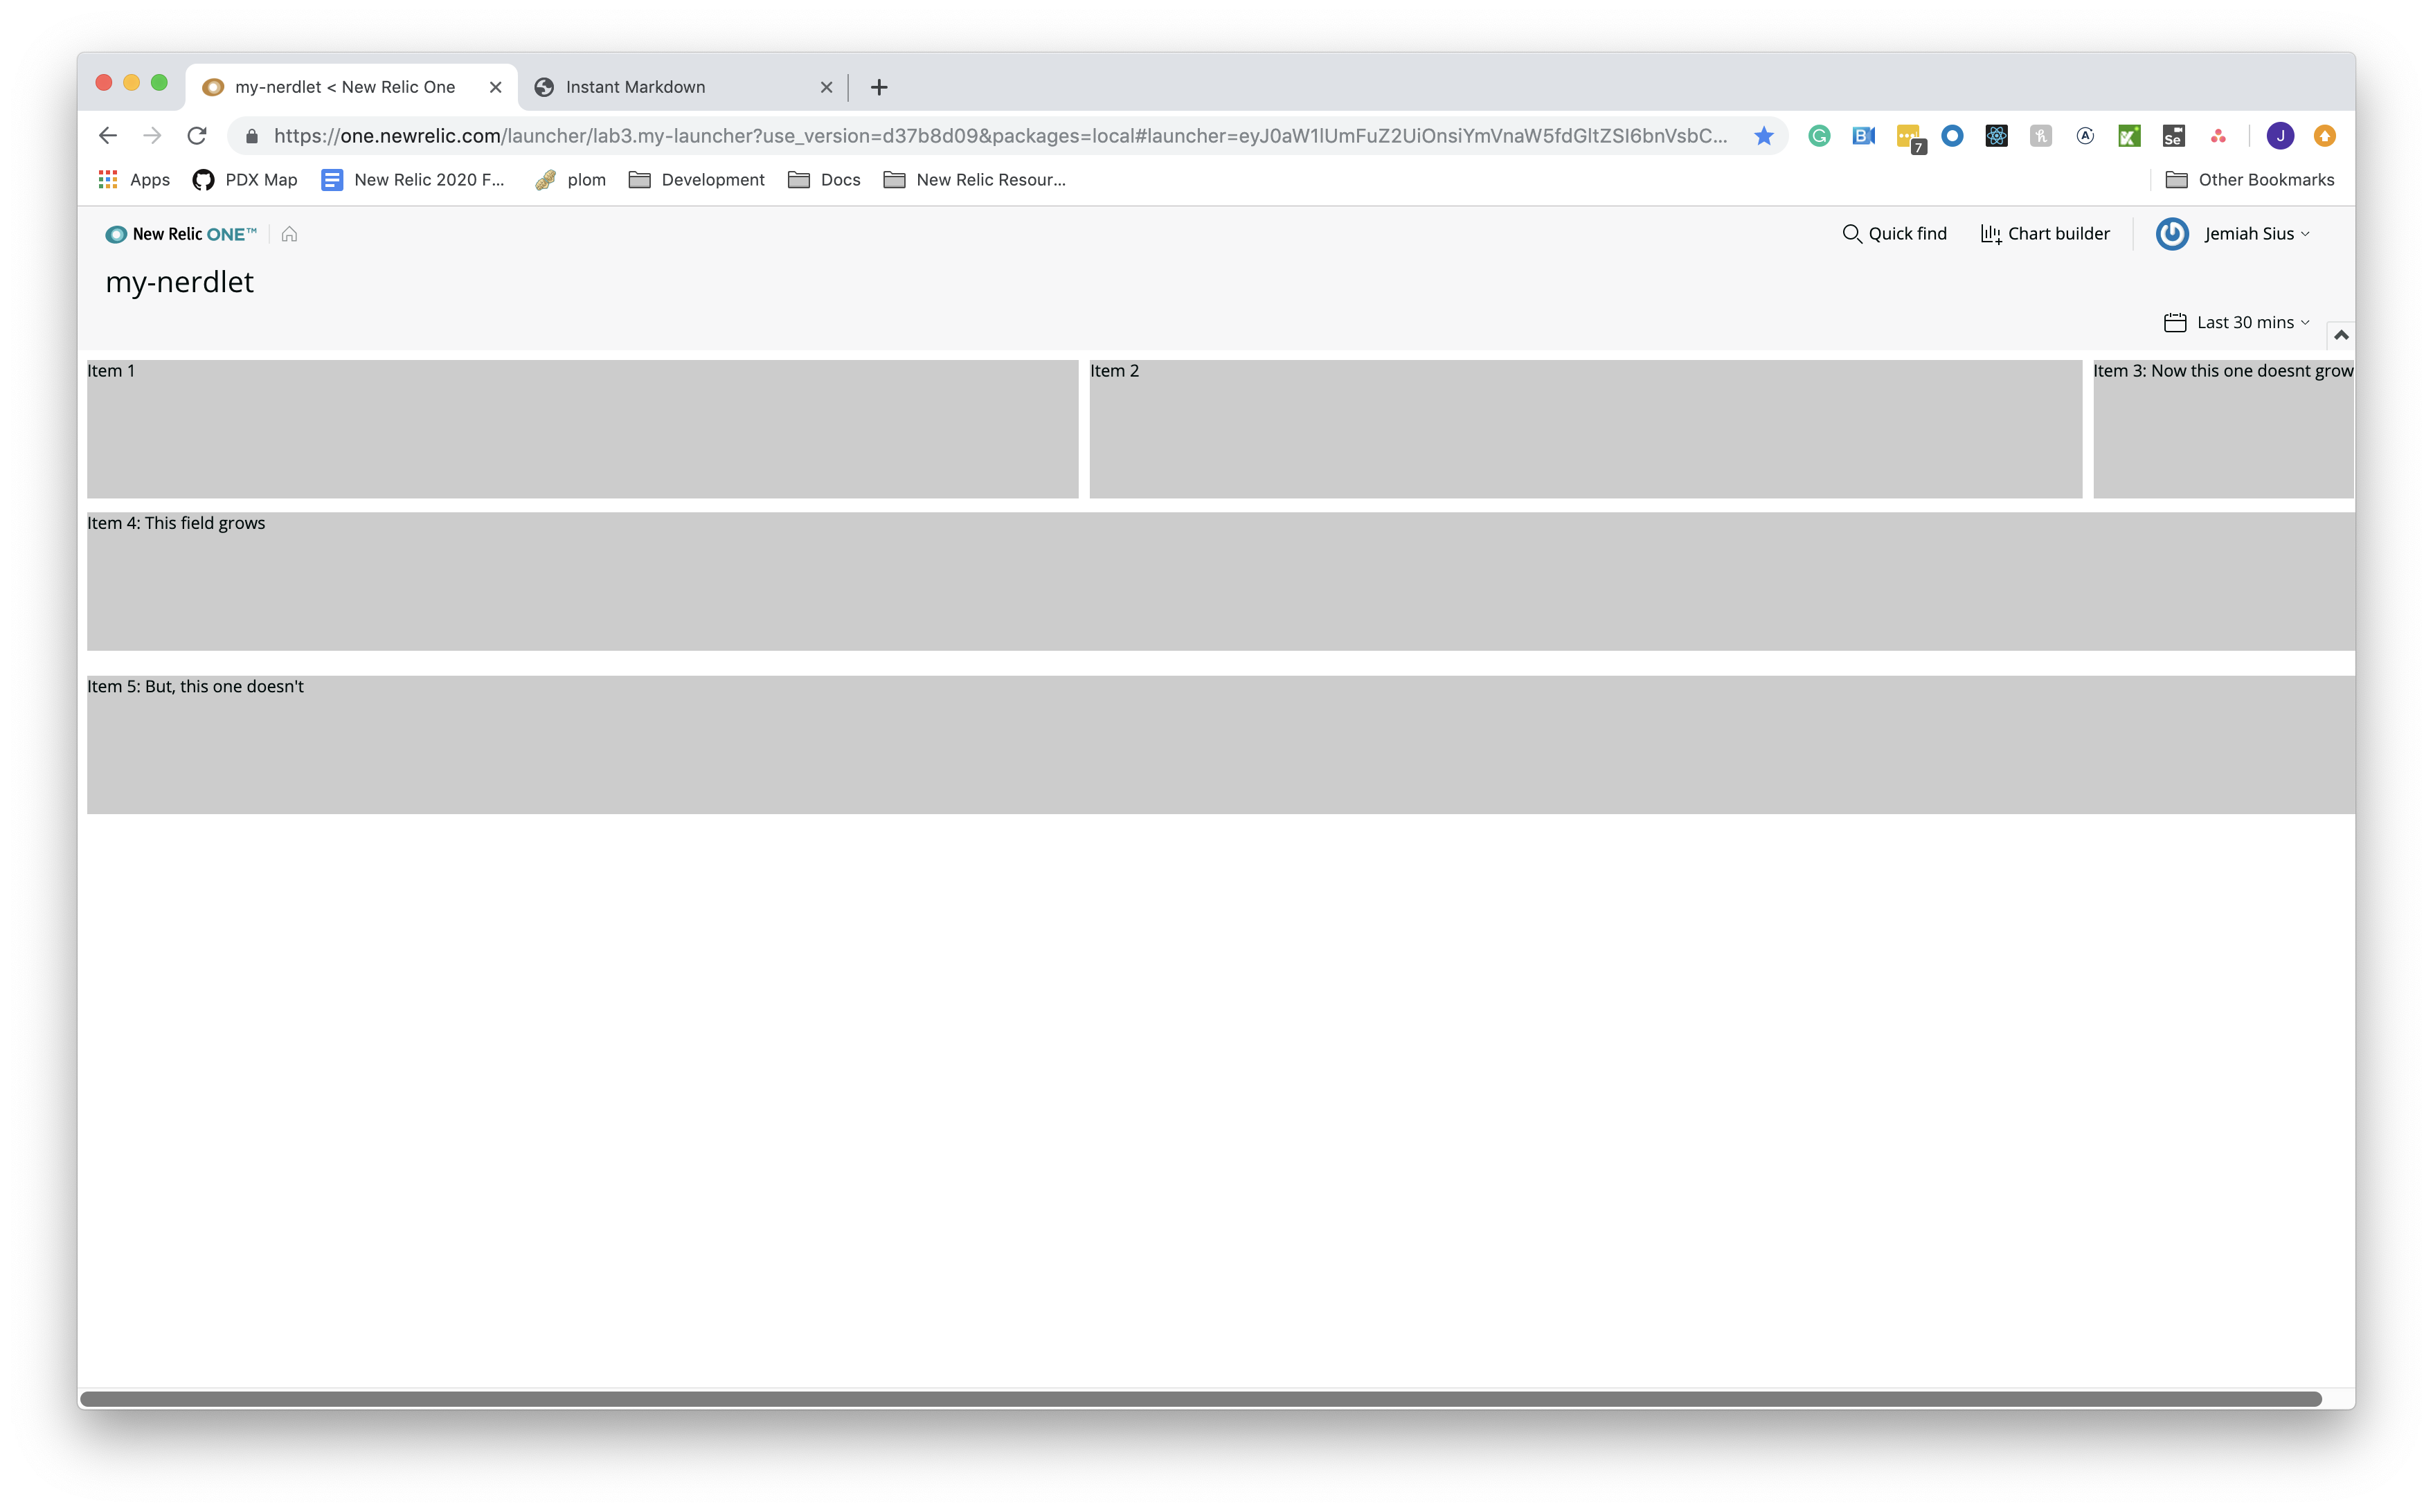 my-nerdlet < New Relic One
Instant Markdown
https://one.newrelic.com/launcher/lab3.my-launcher?use_version=d37b8d09&packages=local#launcher=eyJ0aW1lUmFuZ2UiOnsiYmVnaW5fdGltZSI6bnVsbC...
7
Se
J
Apps
PDX Map
New Relic 2020 F...
plom
Development
Docs
New Relic Resour...
Other Bookmarks
New Relic ONE™
Quick find
Chart builder
Jemiah Sius
my-nerdlet
Last 30 mins
Item 1
Item 2
Item 3: Now this one doesnt grow
Item 4: This field grows
Item 5: But, this one doesn't